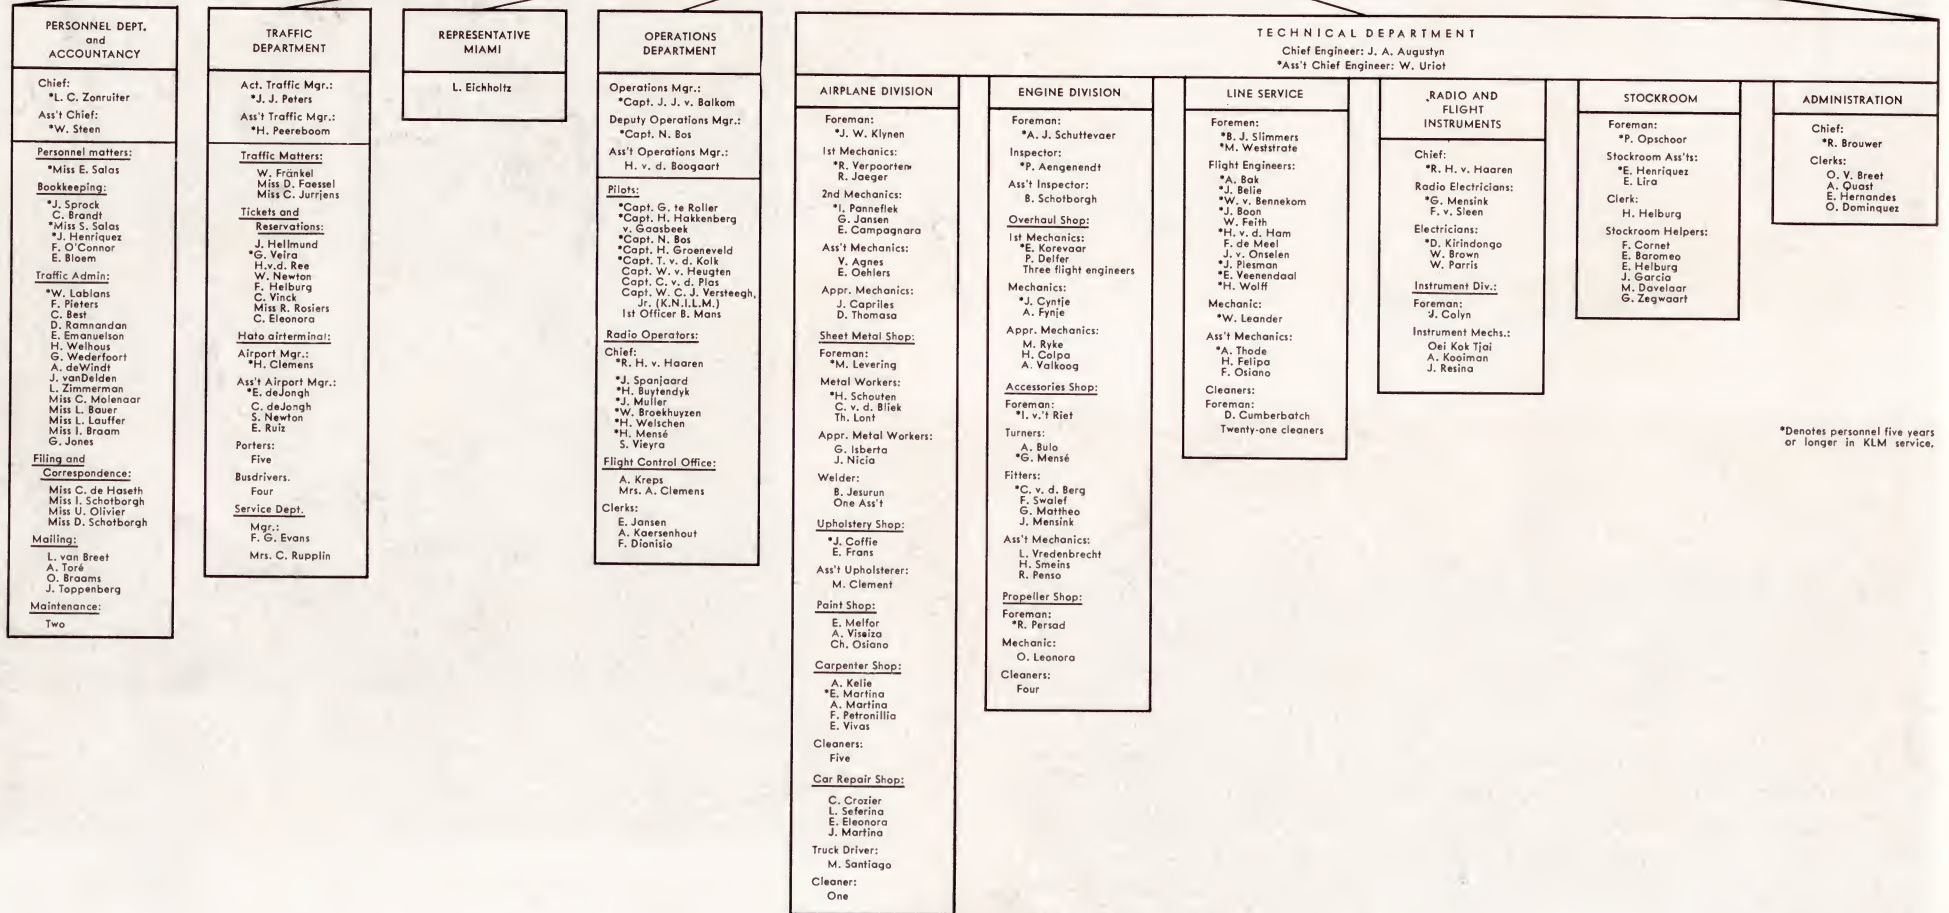 PERSONNEL DEPT.
and
ACCOUNTANCY
Chief:
*L. C. Zonruiter
Ass't Chief:
*W. Steen
Personnel matters:
*Miss E. Salas
Bookkeeping:
*J. Sprock
C. Brandt
*Miss S. Salas
*J. Henriquez
F. O'Connor
E. Bloem
Traffic Admin:
*W. Lablans
F. Pieters
C. Best
D. Ramnandan
E. Emanuelson
H. Welhous
G. Wederfoort
A. deWindt
J. vanDelden
L. Zimmerman
Miss C. Molenaar
Miss L. Bauer
Miss L. Lauffer
Miss I. Braam
G. Jones
Filing and
Correspondence:
Miss C. de Haseth
Miss I. Schotborgh
Miss U. Olivier
Miss D. Schotborgh
Mailing:
L. van Breet
A. Toré
O. Braams
J. Toppenberg
Maintenance:
Two
TRAFFIC
DEPARTMENT
Act. Traffic Mgr.:
*J. J. Peters
Ass't Traffic Mgr.:
*H. Peereboom
Traffic Matters:
W. Fränkel
Miss D. Faessel
Miss C. Jurrjens
Tickets and
Reservations:
J. Hellmund
*G. Veira
H.v.d. Ree
W. Newton
F. Helburg
C. Vinck
Miss R. Rosiers
C. Eleonora
Hato airterminal:
Airport Mgr.:
*H. Clemens
Ass't Airport Mgr.:
*E. deJongh
C. deJongh
S. Newton
E. Ruiz
Porters:
Five
Busdrivers.
Four
Service Dept.
Mgr.:
F. G. Evans
Mrs. C. Rupplin
REPRESENTATIVE
MIAMI
L. Eichholtz
OPERATIONS
DEPARTMENT
Operations Mgr.:
*Capt. J. J. v. Balkom
Deputy Operations Mgr.:
*Capt. N. Bos
Ass't Operations Mgr.:
H. v. d. Boogaart
Pilots:
*Capt. G. te Roller
*Capt. H. Hakkenberg
v. Gaasbeek
*Capt. N. Bos
*Capt. H. Groeneveld
*Capt. T. v. d. Kolk
Capt. W. v. Heugten
Capt. C. v. d. Plas
Capt. W. C. J. Versteegh,
Jr. (K.N.I.L.M.)
1st Officer B. Mans
Radio Operators:
Chief:
*R. H. v. Haaren
*J. Spanjaard
*H. Buytendyk
*J. Muller
*W. Broekhuyzen
*H. Welschen
*H. Mensé
S. Vieyra
Flight Control Office:
A. Kreps
Mrs. A. Clemens
Clerks:
E. Jansen
A. Kaersenhout
F. Dionisio
TECHNICAL DEPARTMENT
Chief Engineer: J. A. Augustyn
*Ass't Chief Engineer: W. Uriot
AIRPLANE DIVISION
Foreman:
*J. W. Klynen
1st Mechanics:
*R. Verpoorten
R. Jaeger
2nd Mechanics:
*I. Panneflek
G. Jansen
E. Campagnara
Ass't Mechanics:
V. Agnes
E. Oehlers
Appr. Mechanics:
J. Capriles
D. Thomasa
Sheet Metal Shop:
Foreman:
*M. Levering
Metal Workers:
*H. Schouten
C. v. d. Bliek
Th. Lont
Appr. Metal Workers:
G. Isberta
J. Nicia
Welder:
B. Jesurun
One Ass't
Upholstery Shop:
*J. Coffie
E. Frans
Ass't Upholsterer:
M. Clement
Paint Shop:
E. Melfor
A. Viseiza
Ch. Osiano
Carpenter Shop:
A. Kelie
*E. Martina
A. Martina
F. Petronillia
E. Vivas
Cleaners:
Five
Car Repair Shop:
C. Crozier
L. Seferina
E. Eleonora
J. Martina
Truck Driver:
M. Santiago
Cleaner:
One
ENGINE DIVISION
Foreman:
*A. J. Schuttevaer
Inspector:
*P. Aengenendt
Ass't Inspector:
B. Schotborgh
Overhaul Shop:
1st Mechanics:
*E. Korevaar
P. Delfer
Three flight engineers
Mechanics:
*J. Cyntje
A. Fynje
Appr. Mechanics:
M. Ryke
H. Colpa
A. Valkoog
Accessories Shop:
Foreman:
*I. v.'t Riet
Turners:
A. Bulo
*G. Mensé
Fitters:
*C. v. d. Berg
F. Swalef
G. Mattheo
J. Mensink
Ass't Mechanics:
L. Vredenbrecht
H. Smeins
R. Penso
Propeller Shop:
Foreman:
*R. Persad
Mechanic:
O. Leonora
Cleaners:
Four
LINE SERVICE
Foremen:
*B. J. Slimmers
*M. Weststrate
Flight Engineers:
*A. Bak
*J. Belie
*W. v. Bennekom
*J. Boon
W. Feith
*H. v. d. Ham
F. de Meel
J. v. Onselen
*J. Plesman
*E. Veenendaal
*H. Wolff
Mechanic:
*W. Leander
Ass't Mechanics:
*A. Thode
H. Felipa
F. Osiano
Cleaners:
Foreman:
D. Cumberbatch
Twenty-one cleaners
RADIO AND
FLIGHT
INSTRUMENTS
Chief:
*R. H. v. Haaren
Radio Electricians:
*G. Mensink
F. v. Sleen
Electricians:
*D. Kirindongo
W. Brown
W. Parris
Instrument Div.:
Foreman:
J. Colyn
Instrument Mechs.:
Oei Kok Tjai
A. Kooiman
J. Resina
STOCKROOM
Foreman:
*P. Opschoor
Stockroom Ass'ts:
*E. Henriquez
E. Lira
Clerk:
H. Helburg
Stockroom Helpers:
F. Cornet
E. Baromeo
E. Helburg
J. Garcia
M. Davelaar
G. Zegwaart
ADMINISTRATION
Chief:
*R. Brouwer
Clerks:
O. V. Breet
A. Quast
E. Hernandes
O. Dominquez
*Denotes personnel five years
or longer in KLM service.